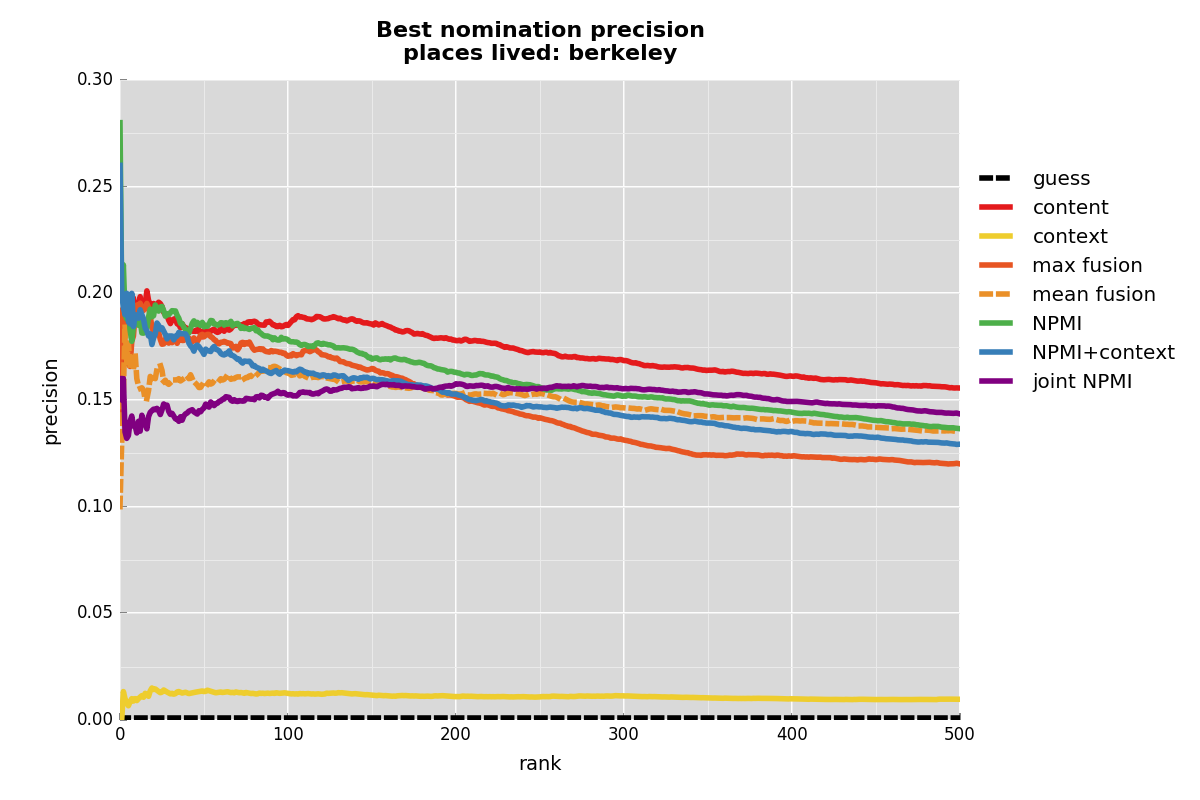 Best nomination precision
places lived: berkeley
precision
0.30
0.25
0.20
0.15
0.10
0.05
0.00
0
100
200
300
400
500
rank
guess
content
context
max fusion
mean fusion
NPMI
NPMI+context
joint NPMI